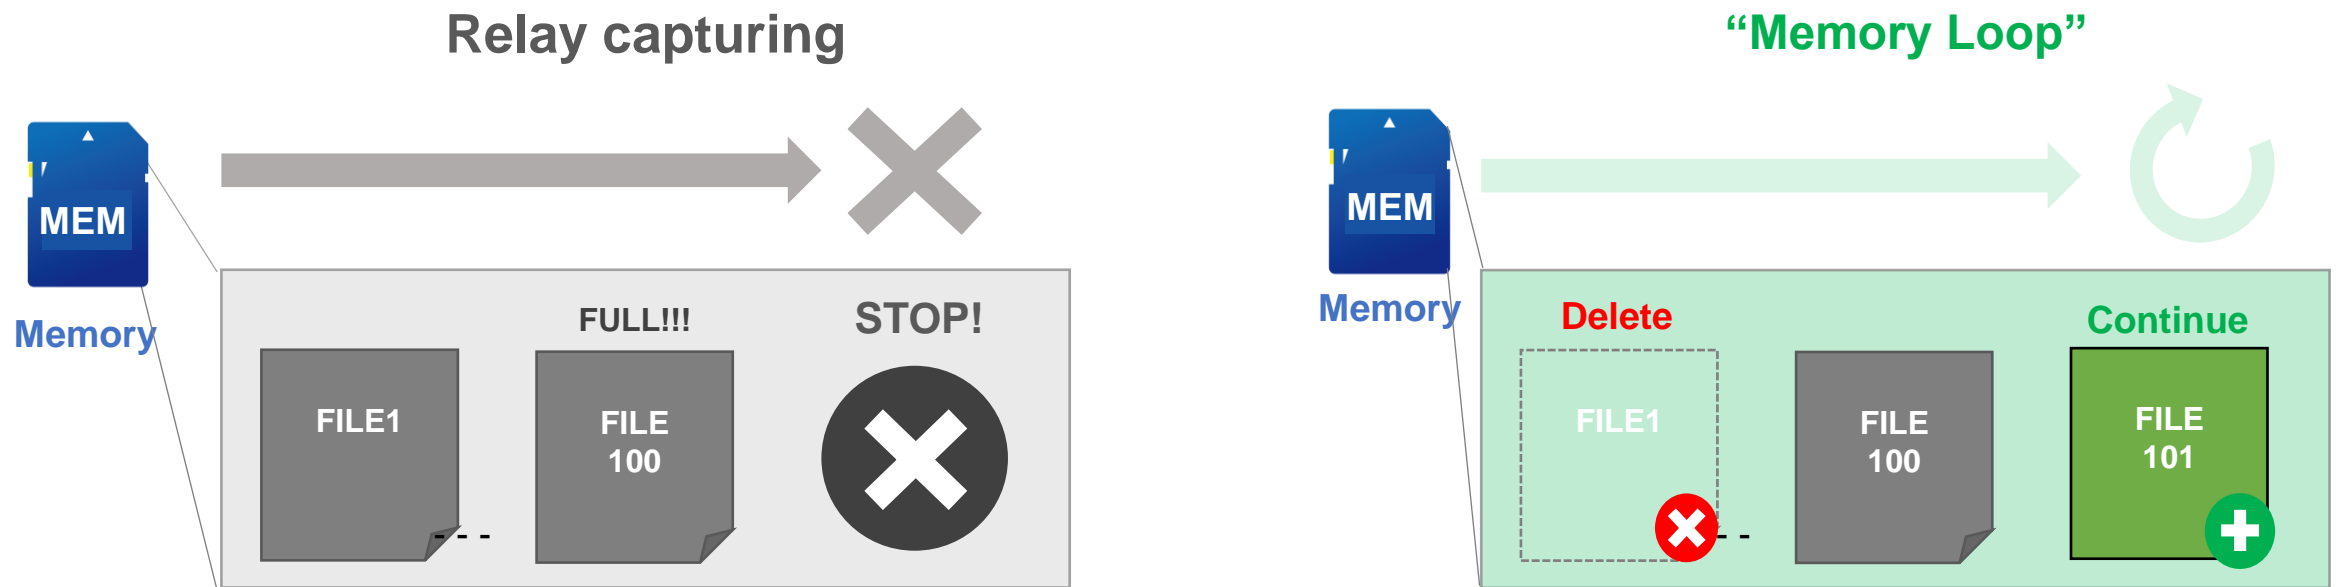 Relay capturing
MEM
Memory
FULL!!!
STOP!
FILE1
- - -
FILE
100
“Memory Loop”
MEM
Memory
Delete
Continue
FILE1
- -
FILE
100
FILE
101